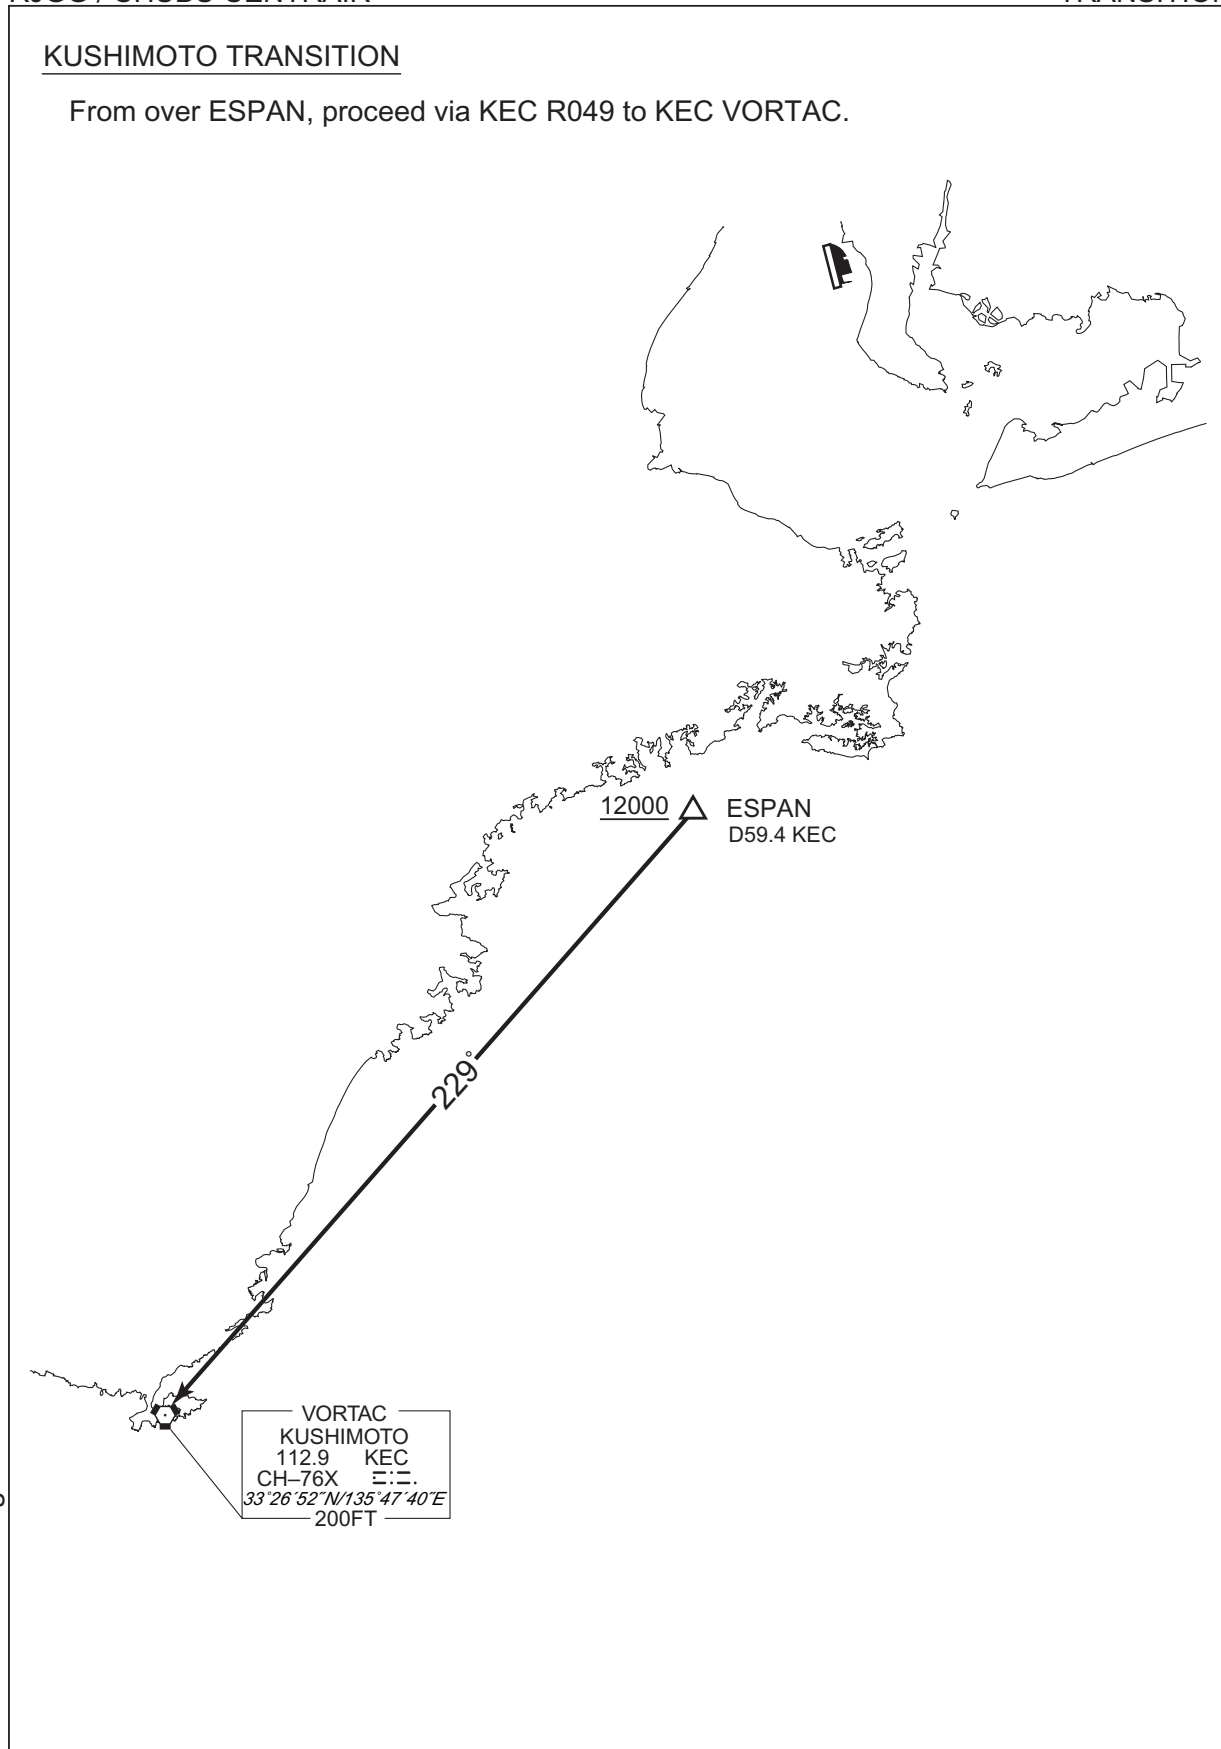 KUSHIMOTO TRANSITION
From over ESPAN, proceed via KEC R049 to KEC VORTAC.
12000
ESPAN
D59.4 KEC
229°
VORTAC
KUSHIMOTO
112.9 KEC
CH–76X
33°26′52″N/135°47′40″E
200FT